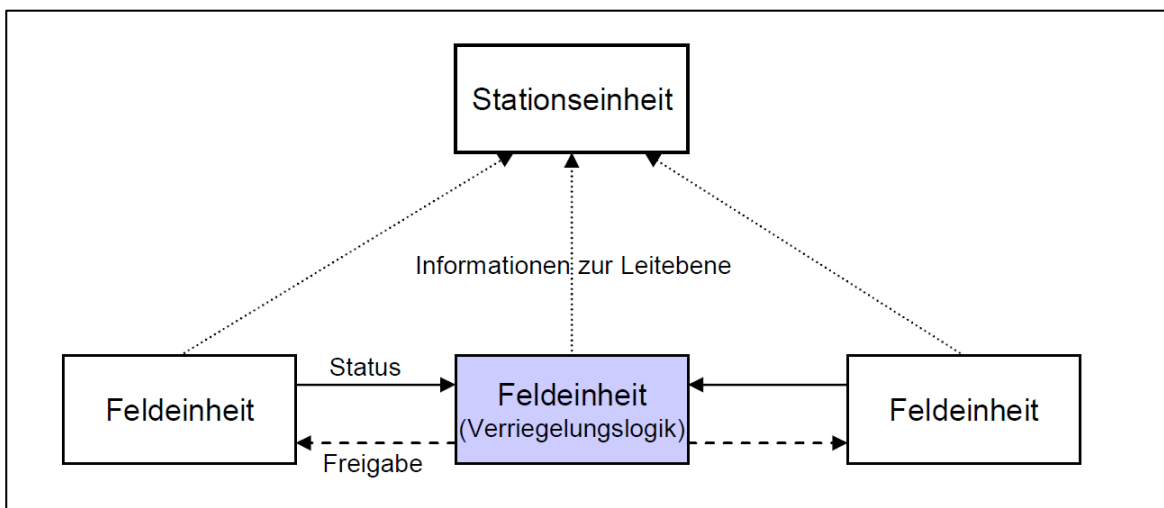 Stationseinheit
Informationen zur Leitebene
Status
Feldeinheit
Feldeinheit
(Verriegelungslogik)
Feldeinheit
Freigabe